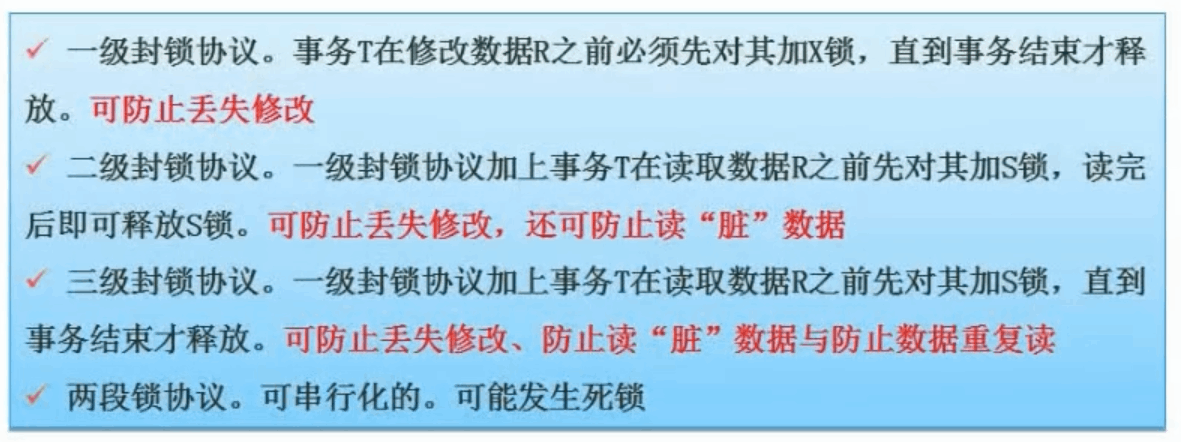 ✓ 一级封锁协议。事务T在修改数据R之前必须先对其加X锁，直到事务结束才释
放。可防止丢失修改
✓ 二级封锁协议。一级封锁协议加上事务T在读取数据R之前先对其加S锁，读完
后即可释放S锁。可防止丢失修改，还可防止读“脏”数据
✓ 三级封锁协议。一级封锁协议加上事务T在读取数据R之前先对其加S锁，直到
事务结束才释放。可防止丢失修改、防止读“脏”数据与防止数据重复读
✓ 两段锁协议。可串行化的。可能发生死锁